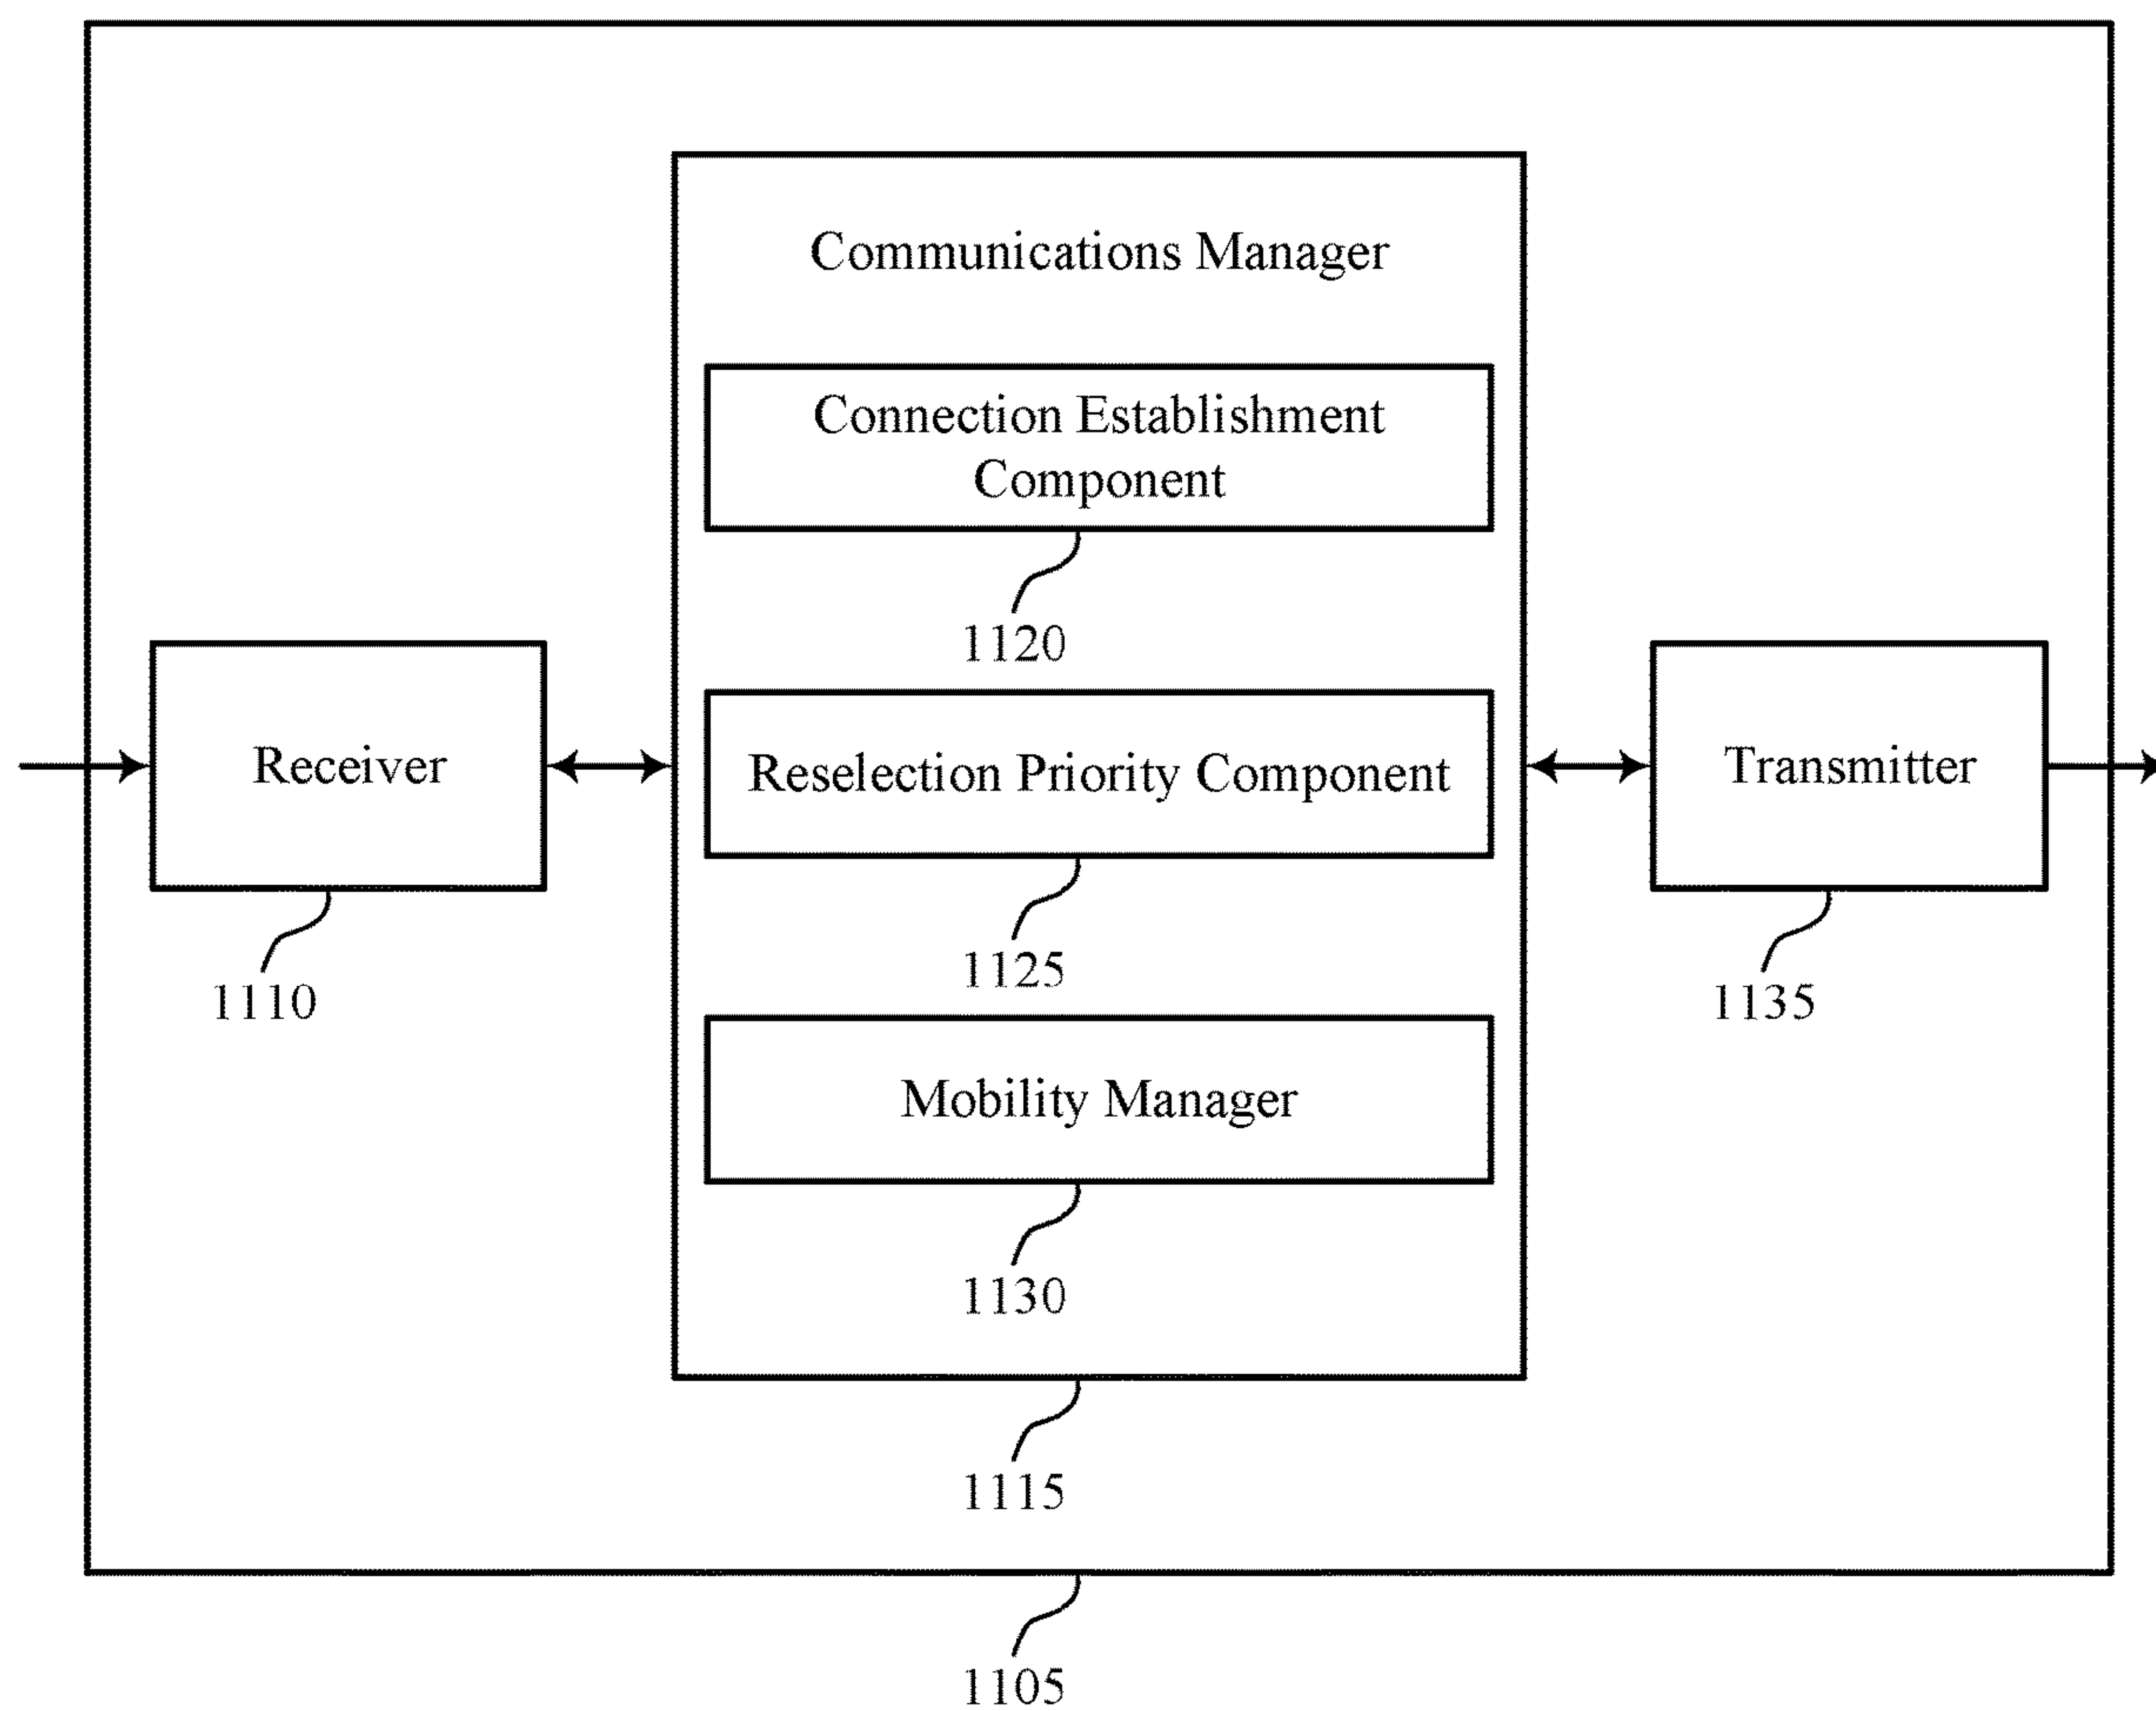 Communications Manager
Connection Establishment
Component
1120
Receiver
1110
Reselection Priority Component
1125
Transmitter
1135
Mobility Manager
1130
1115
1105